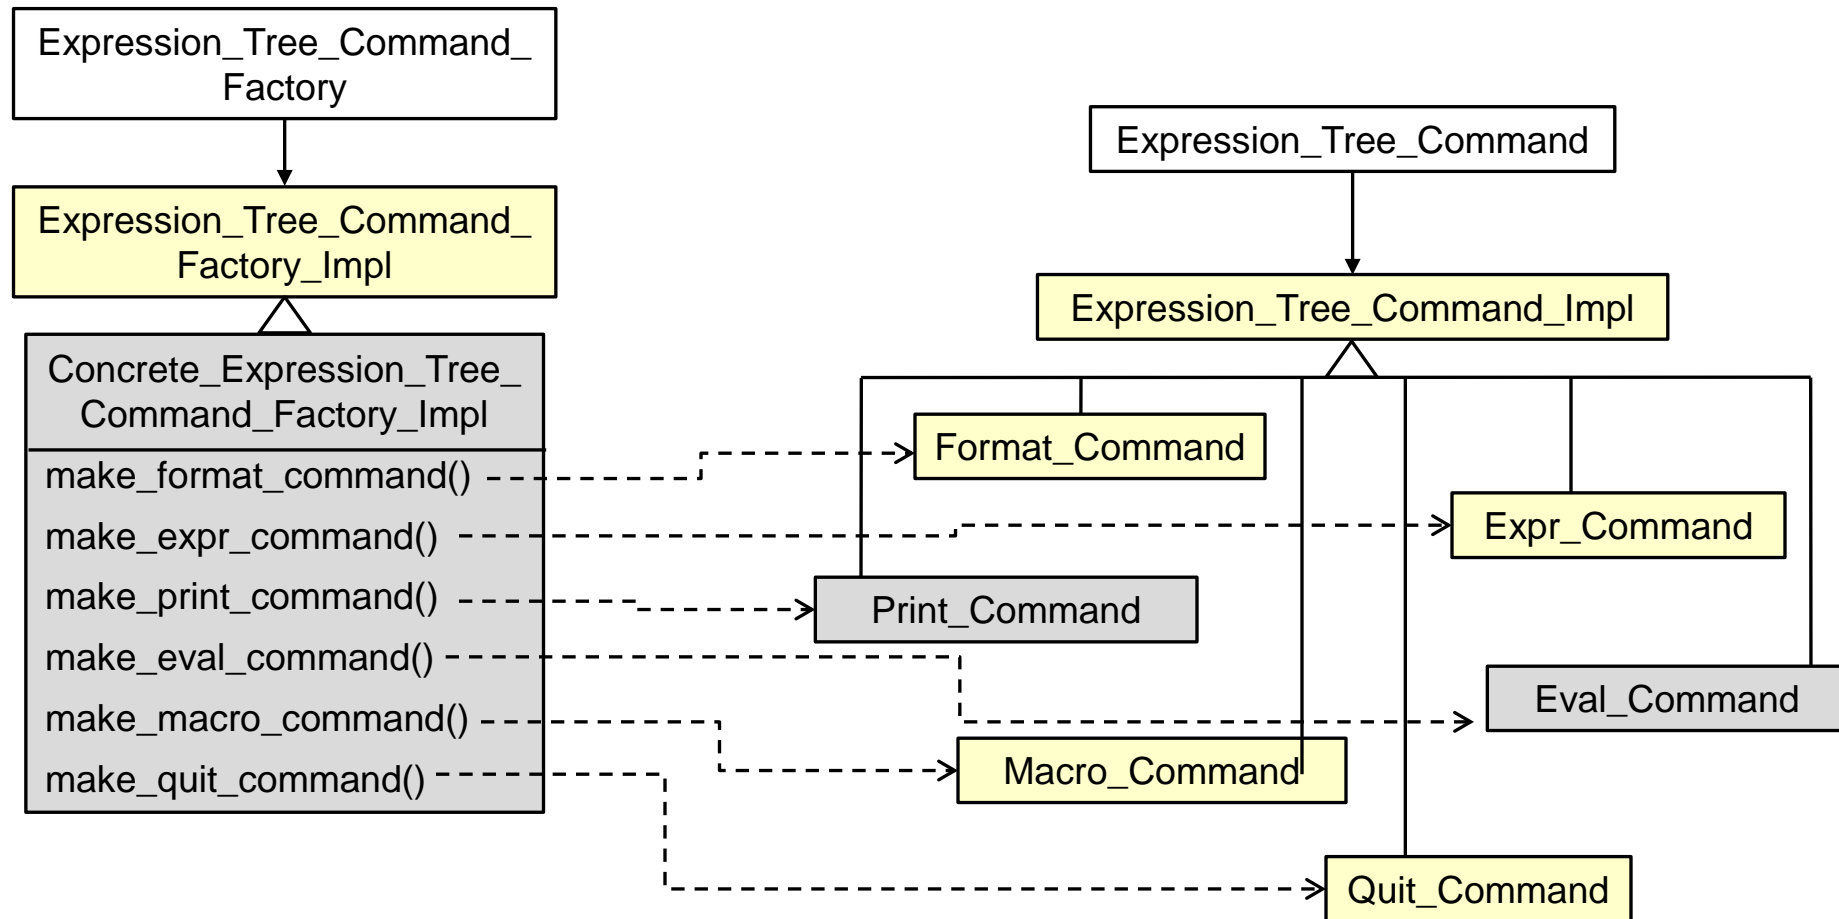 Expression_Tree_Command_
Factory
Expression_Tree_Command_
Factory_Impl
Concrete_Expression_Tree_
Command_Factory_Impl
make_format_command()
make_expr_command()
make_print_command()
make_eval_command()
make_macro_command()
make_quit_command()
Expression_Tree_Command
Expression_Tree_Command_Impl
Format_Command
Expr_Command
Print_Command
Eval_Command
Macro_Command
Quit_Command